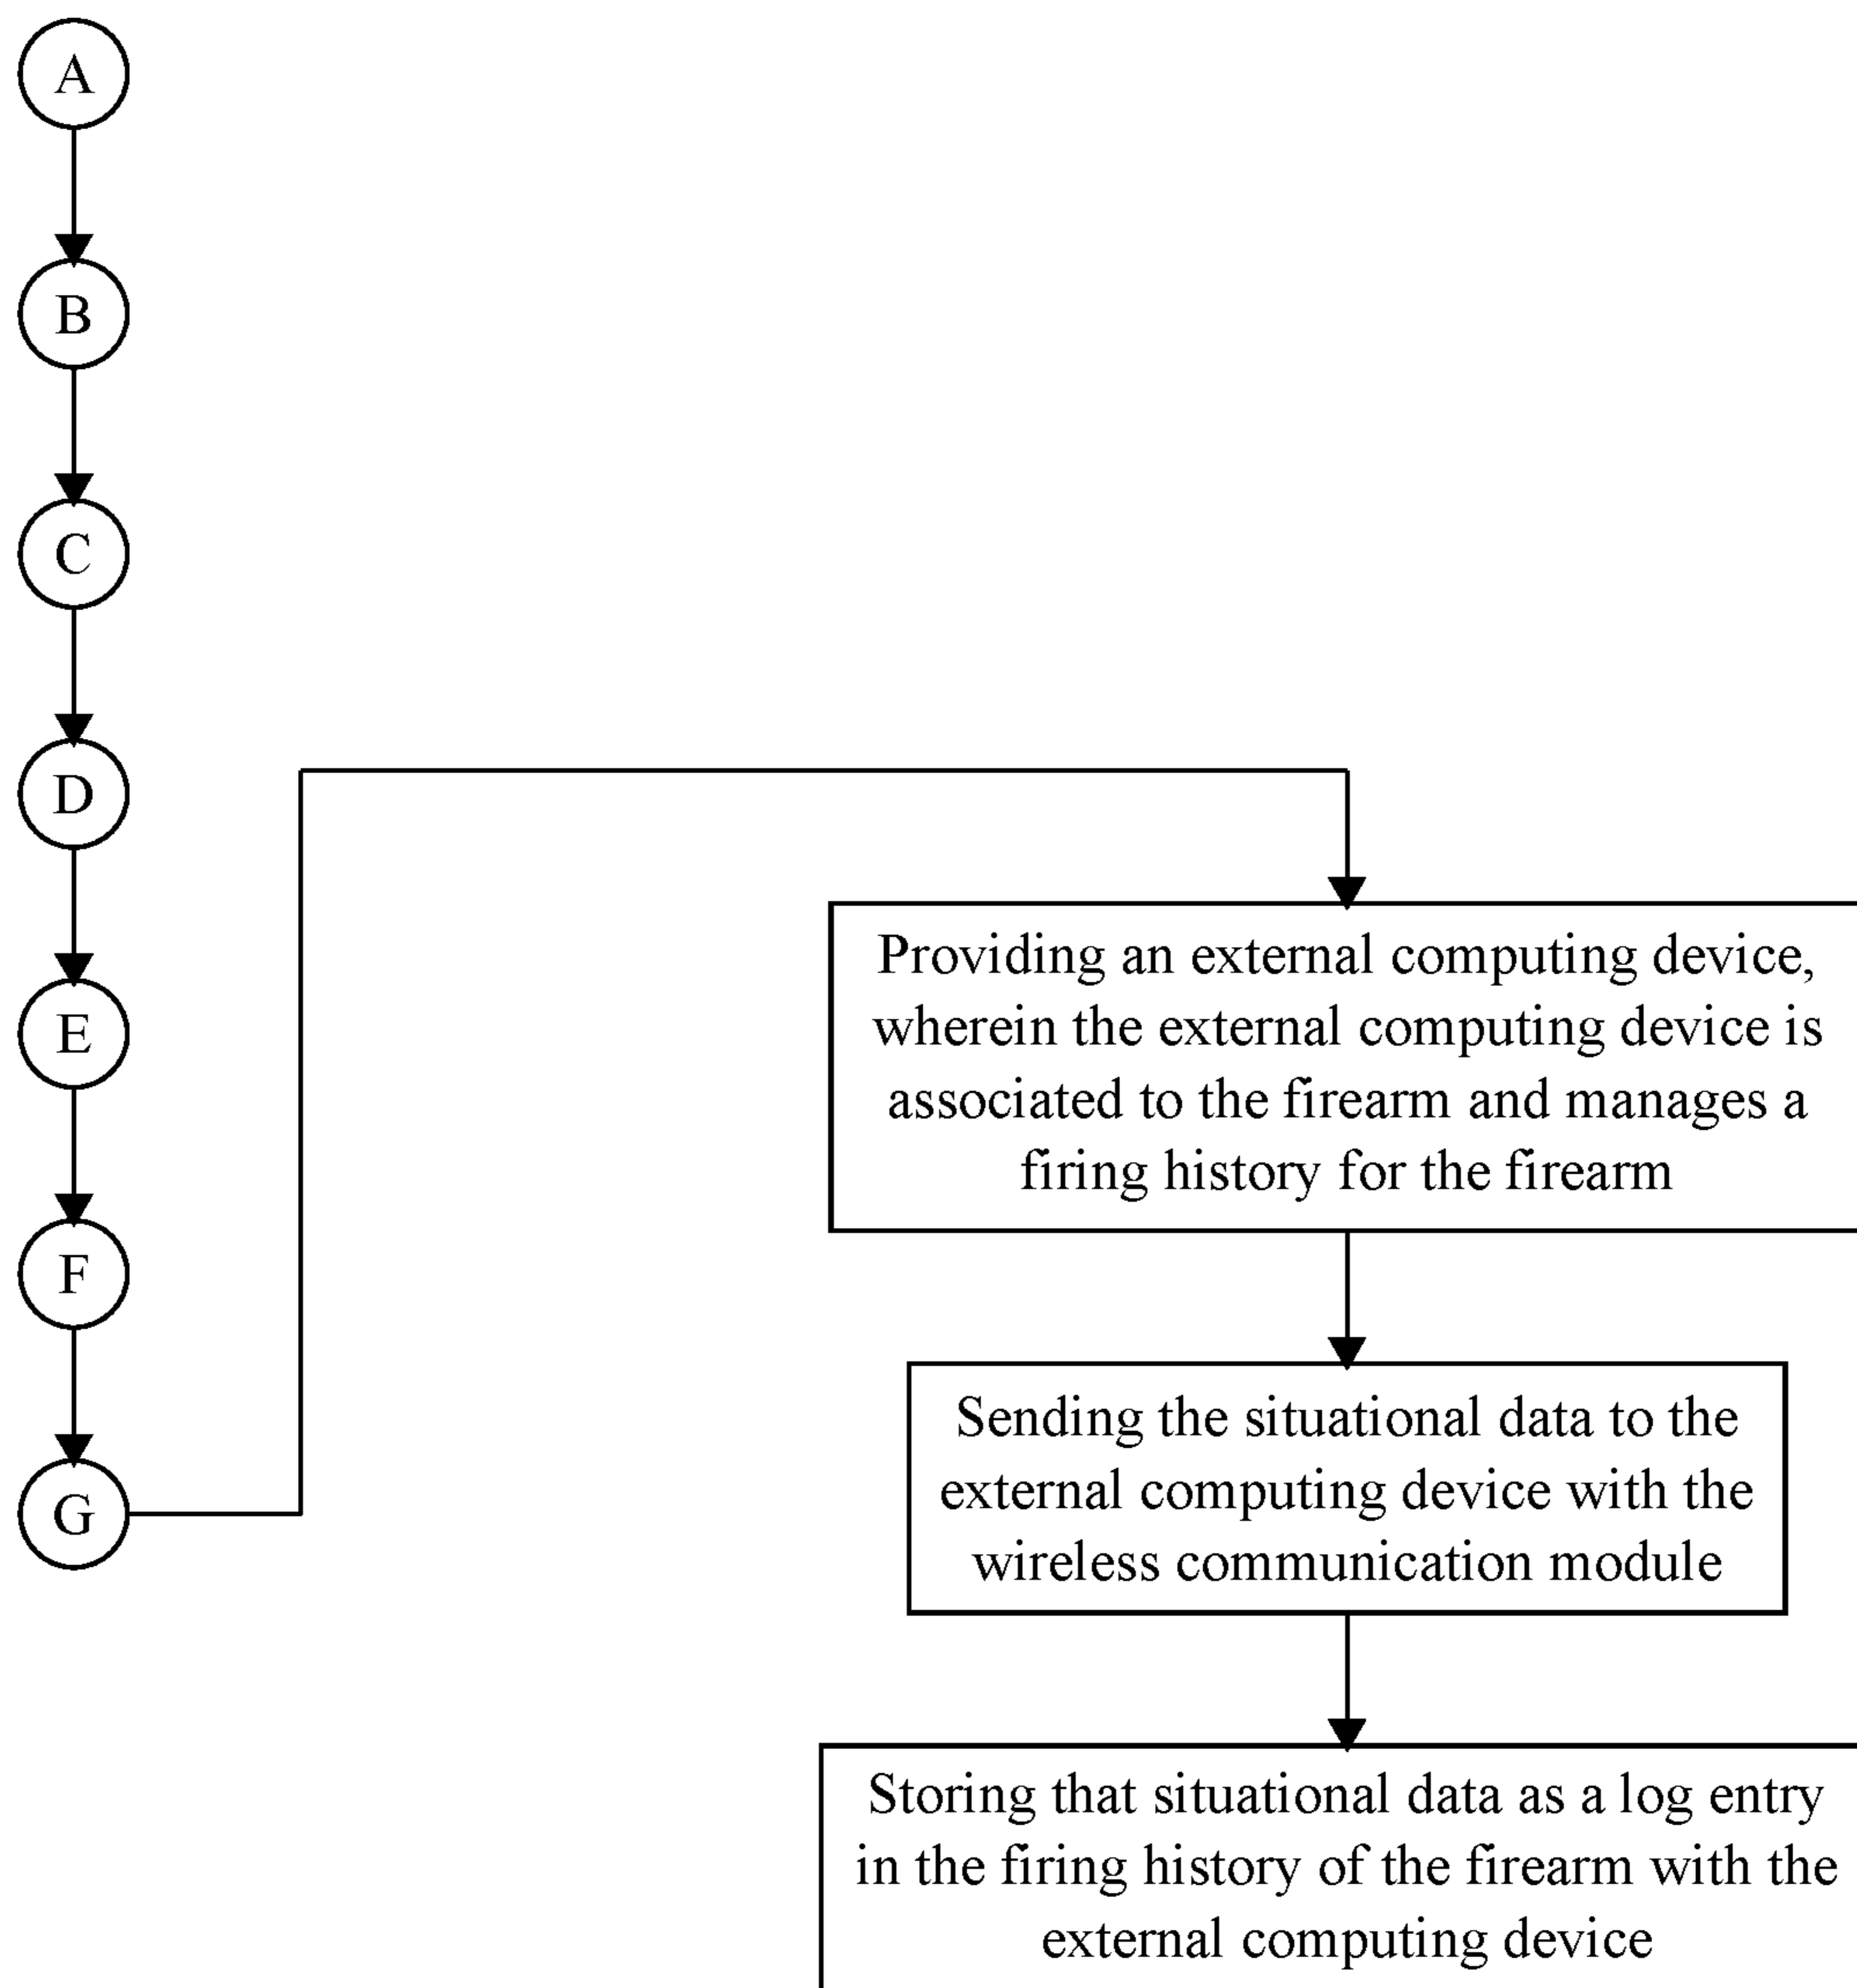 A
B
C
D
E
F
G
Providing an external computing device,
wherein the external computing device is
associated to the firearm and manages a
firing history for the firearm
Sending the situational data to the
external computing device with the
wireless communication module
Storing that situational data as a log entry
in the firing history of the firearm with the
external computing device